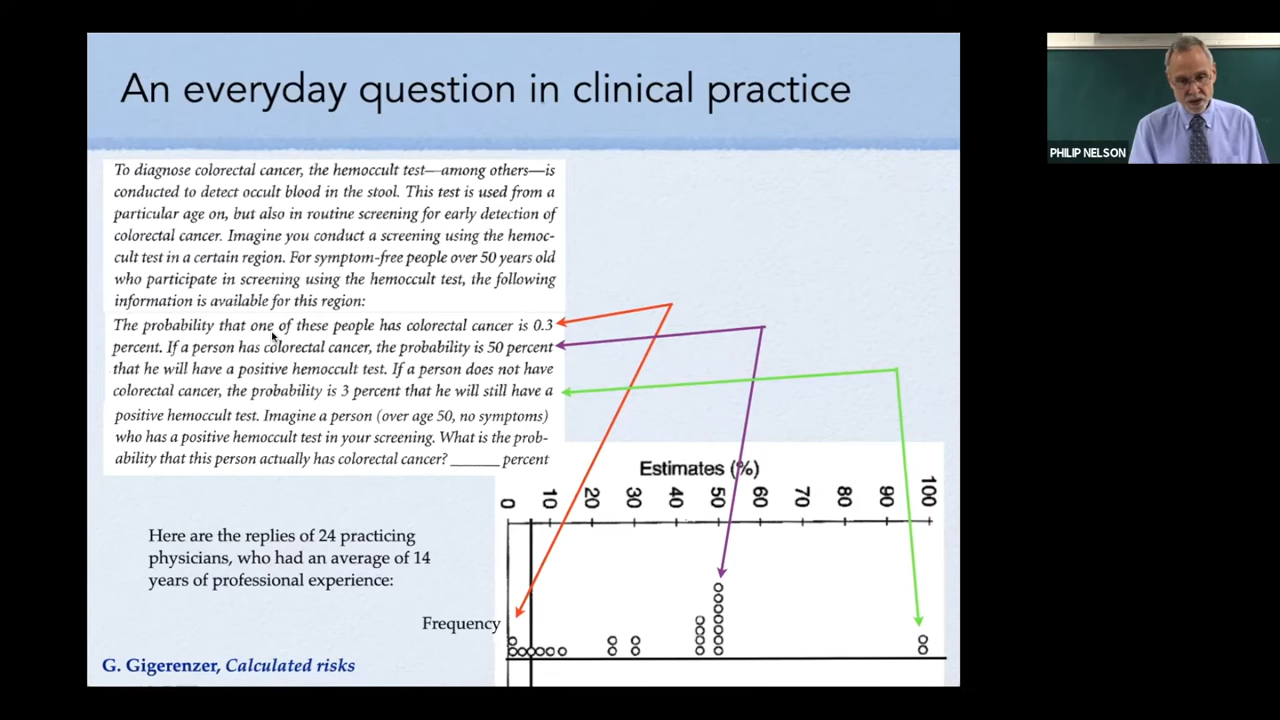 An everyday question in clinical practice
PHILIP NELSON
To diagnose colorectal cancer, the hemoccult test—among others—is
conducted to detect occult blood in the stool. This test is used from a
particular age on, but also in routine screening for early detection of
colorectal cancer. Imagine you conduct a screening using the hemoc-
cult test in a certain region. For symptom-free people over 50 years old
who participate in screening using the hemoccult test, the following
information is available for this region:
The probability that one of these people has colorectal cancer is 0.3
percent. If a person has colorectal cancer, the probability is 50 percent
that he will have a positive hemoccult test. If a person does not have
colorectal cancer, the probability is 3 percent that he will still have a
positive hemoccult test. Imagine a person (over age 50, no symptoms)
who has a positive hemoccult test in your screening. What is the prob-
ability that this person actually has colorectal cancer? ______ percent
Estimates (%)
0 10 20 30 40 50 60 70 80 90 100
Here are the replies of 24 practicing
physicians, who had an average of 14
years of professional experience:
Frequency
G. Gigerenzer, Calculated risks